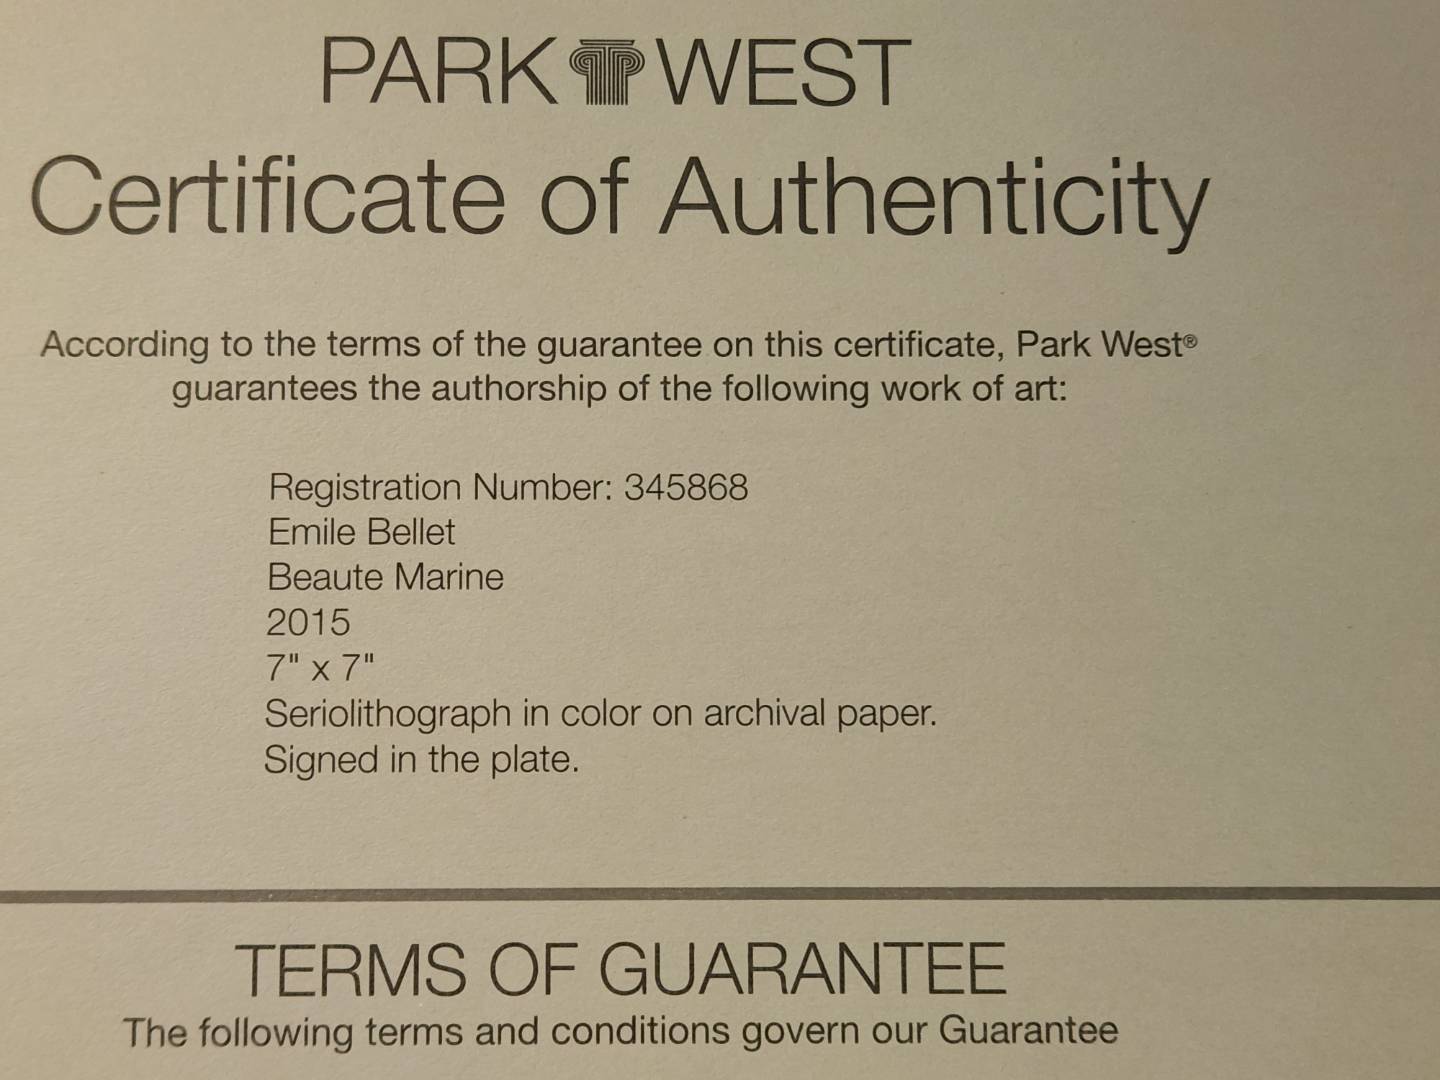 PARK WEST
Certificate of Authenticity
According to the terms of the guarantee on this certificate, Park West®
guarantees the authorship of the following work of art:
Registration Number: 345868
Emile Bellet
Beaute Marine
2015
7" x 7"
Seriolithograph in color on archival paper.
Signed in the plate.
TERMS OF GUARANTEE
The following terms and conditions govern our Guarantee